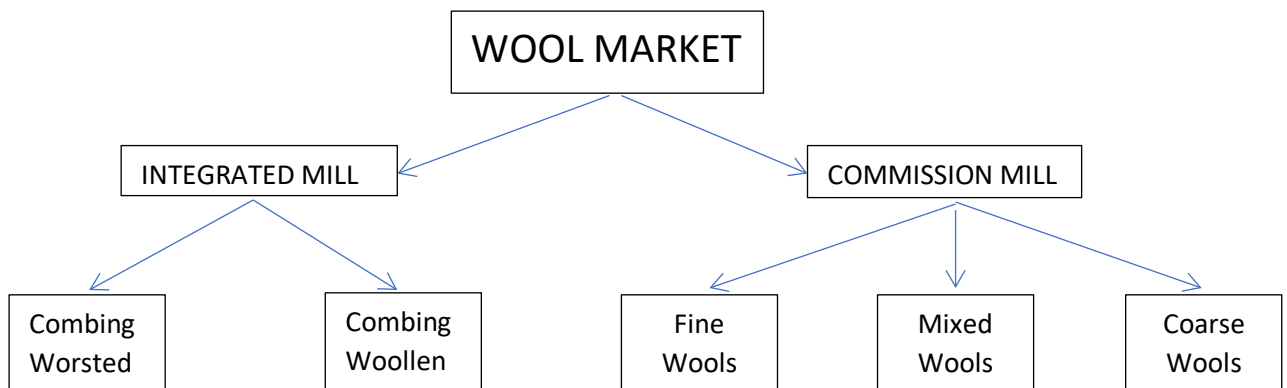 WOOL MARKET
INTEGRATED MILL
COMMISSION MILL
Combing
Worsted
Combing
Woollen
Fine
Wools
Mixed
Wools
Coarse
Wools